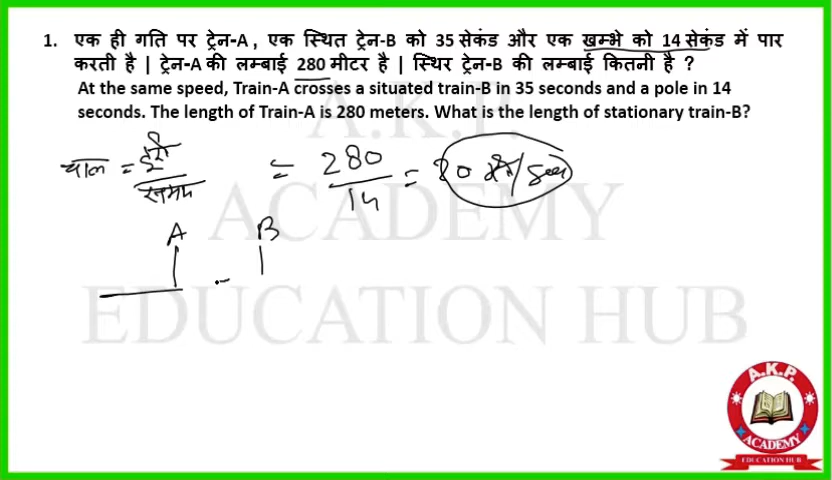 1. एक ही गति पर ट्रेन-A , एक स्थित ट्रेन-B को 35 सेकंड और एक खम्भे को 14 सेकंड में पार
करती है | ट्रेन-A की लम्बाई 280 मीटर है | स्थिर ट्रेन-B की लम्बाई कितनी है ?
At the same speed, Train-A crosses a situated train-B in 35 seconds and a pole in 14
seconds. The length of Train-A is 280 meters. What is the length of stationary train-B?
चाल = दूरी / समय = 280 / 14 = 20 मी/
A B
A.K.P.
ACADEMY
EDUCATION HUB
A.K.P.
ACADEMY
EDUCATION HUB